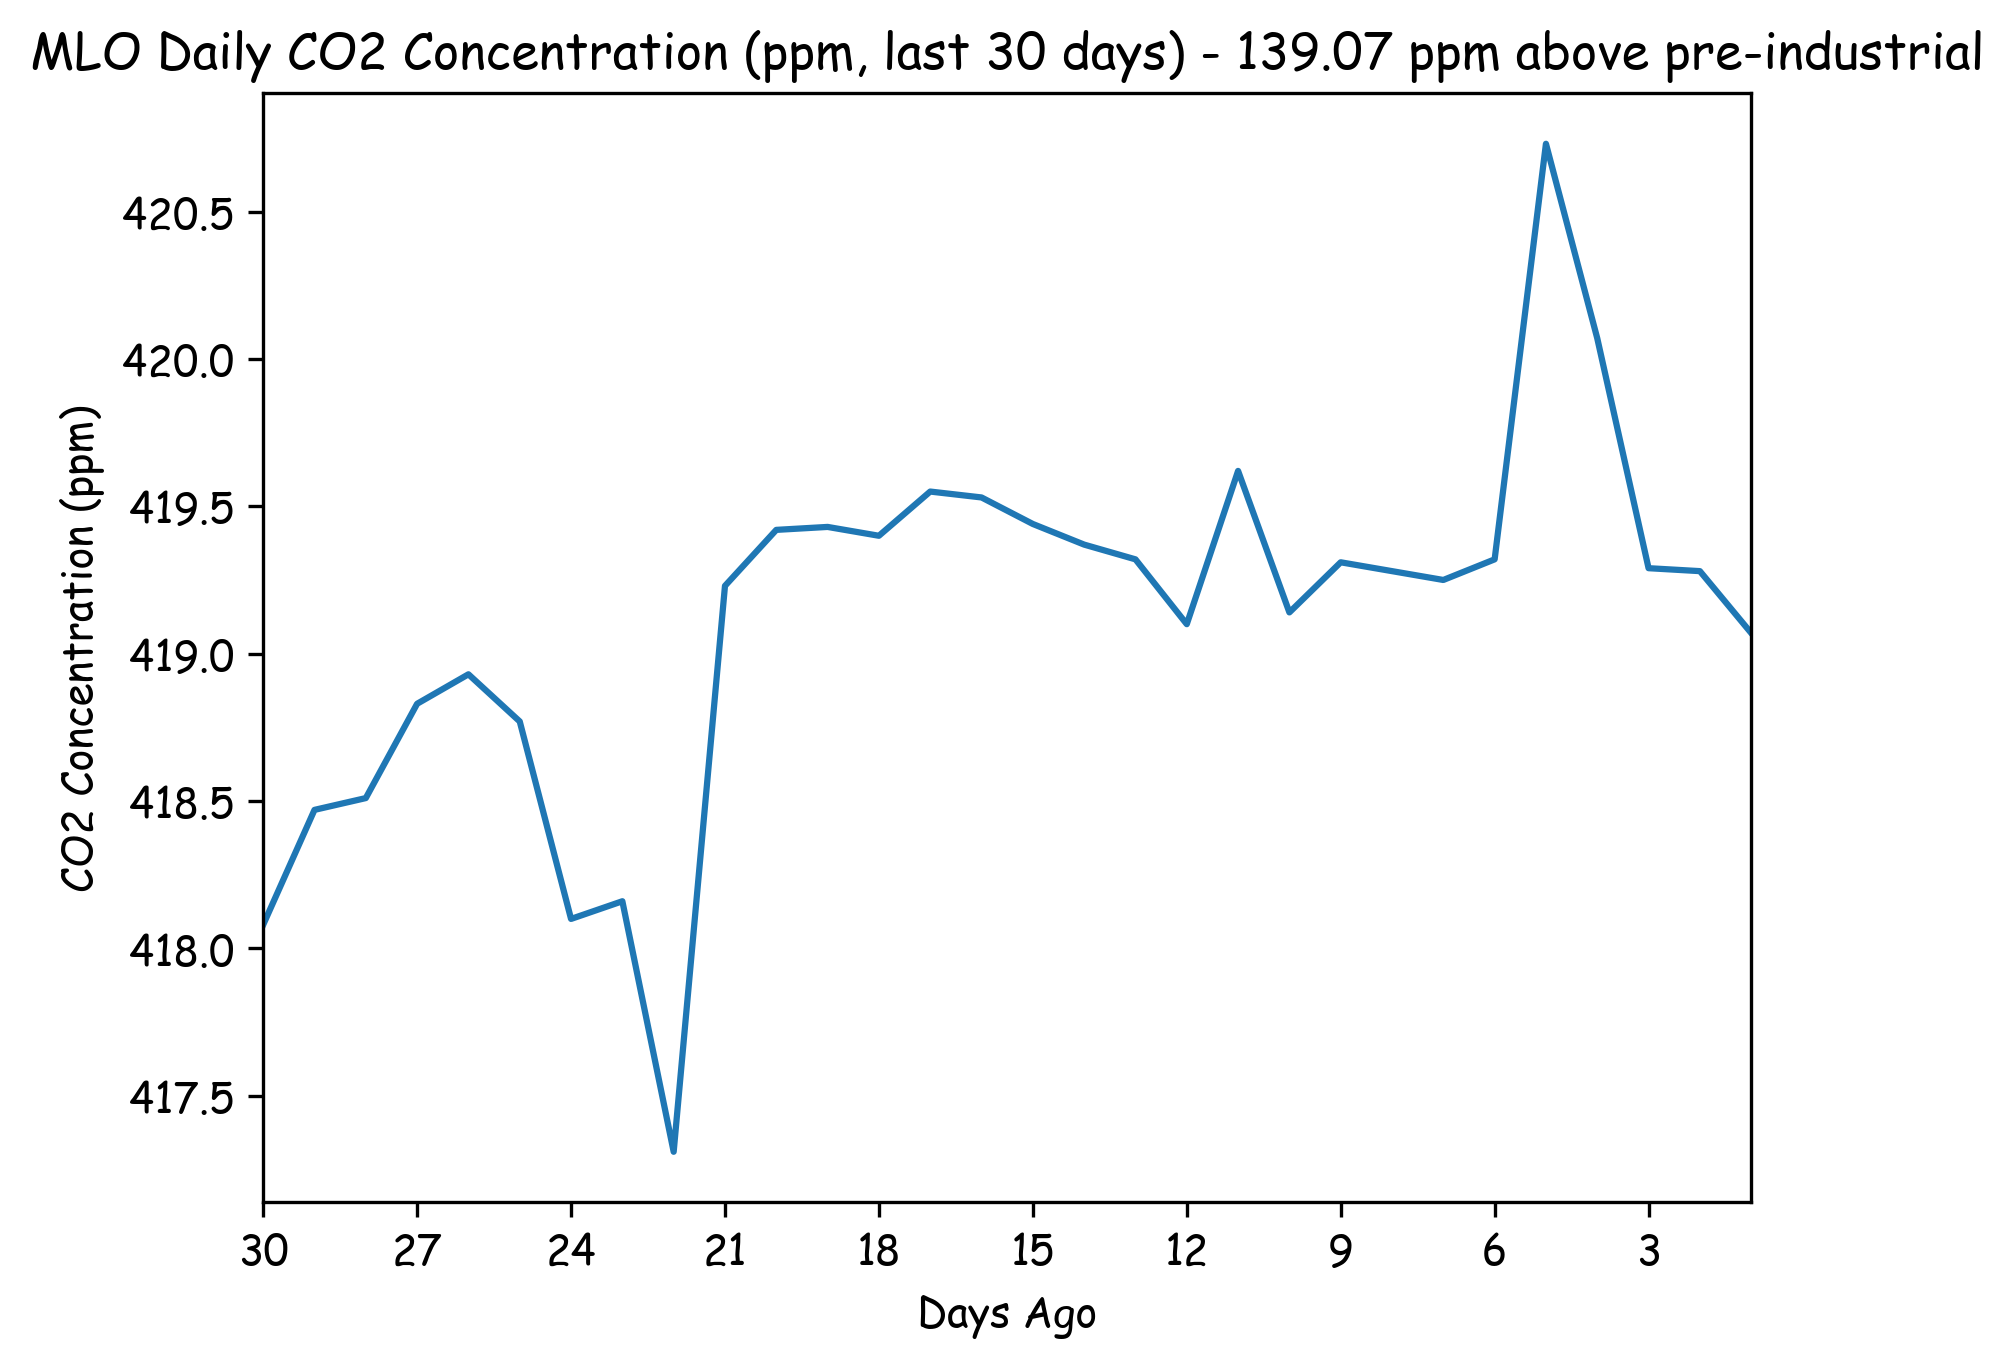 MLO Daily CO2 Concentration (ppm, last 30 days) - 139.07 ppm above pre-industrial
CO2 Concentration (ppm)
420.5
420.0
419.5
419.0
418.5
418.0
417.5
30 27 24 21 18 15 12 9 6 3
Days Ago